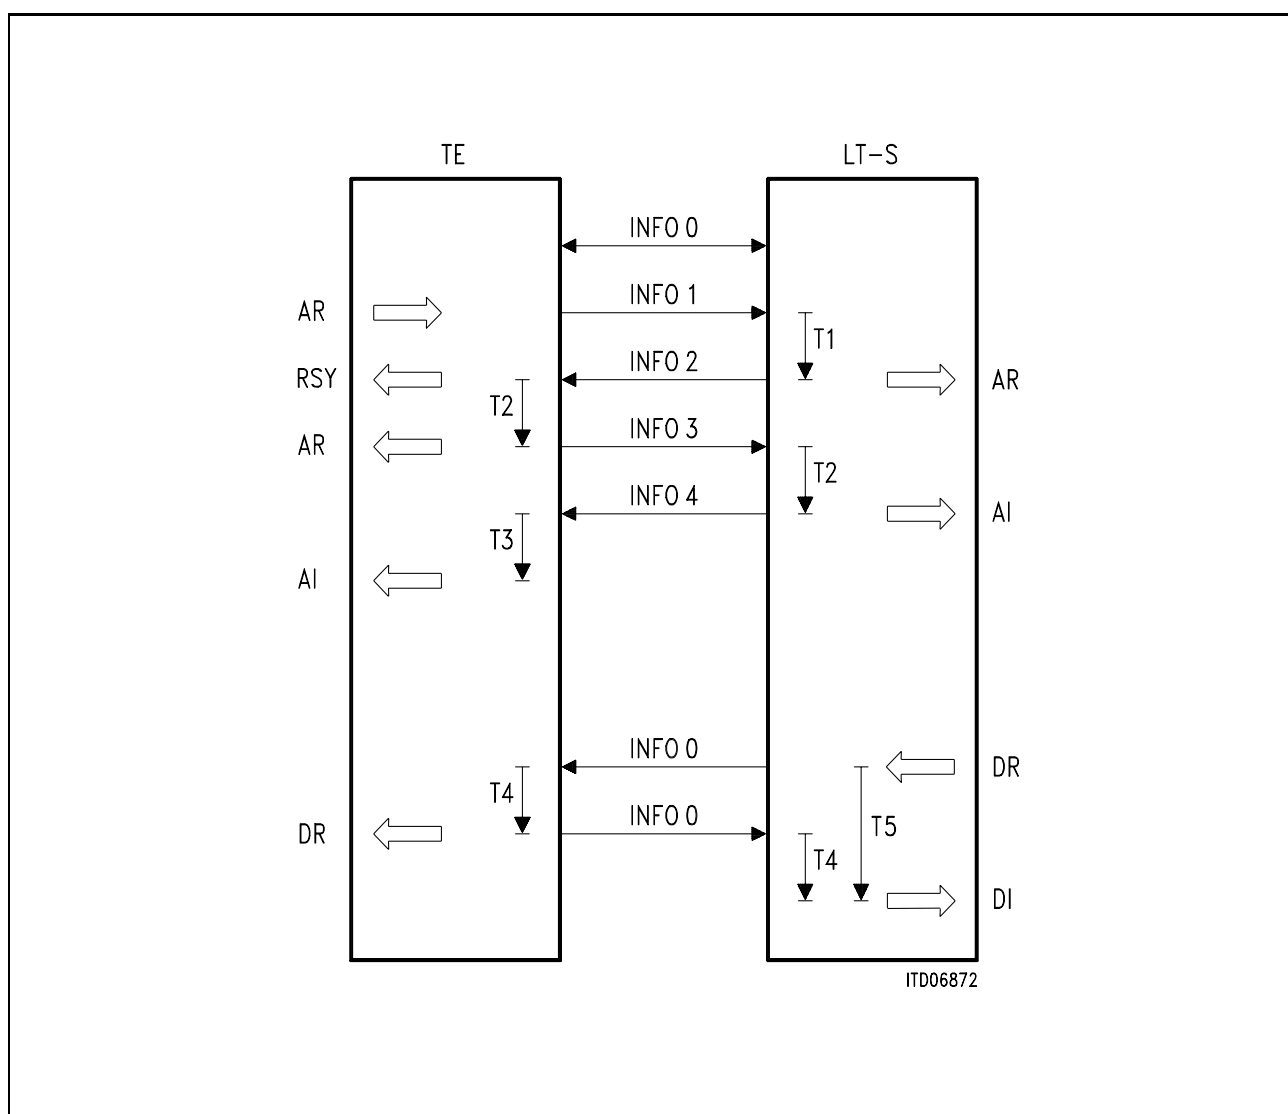 TE LT-S
INFO 0
AR INFO 1
T1
RSY INFO 2 AR
T2
AR INFO 3
T2
INFO 4 AI
T3
AI
INFO 0 DR
T4
INFO 0
DR T5
T4
DI
ITD06872